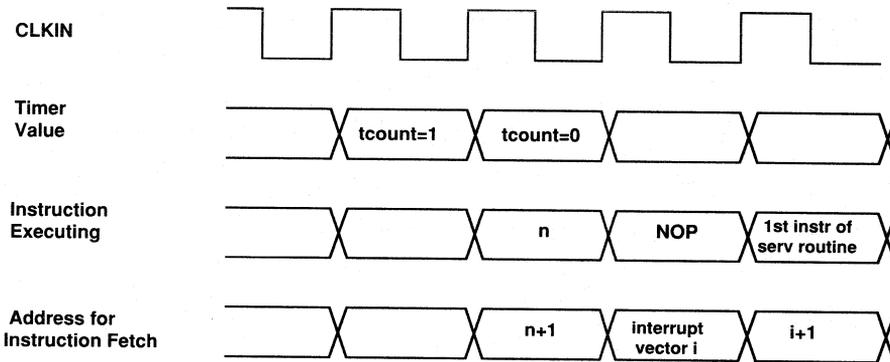 CLKIN
Timer
Value
tcount=1
tcount=0
Instruction
Executing
n
NOP
1st instr of
serv routine
Address for
Instruction Fetch
n+1
interrupt
vector i
i+1